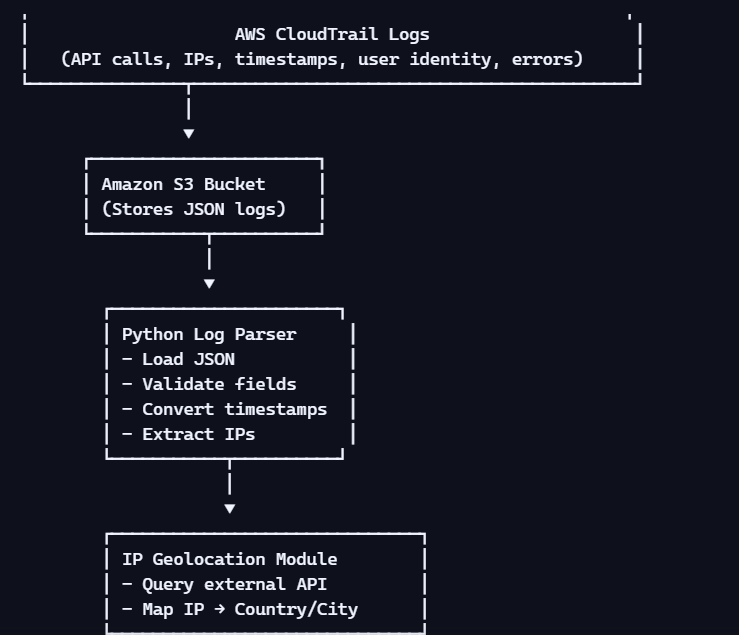 AWS CloudTrail Logs
(API calls, IPs, timestamps, user identity, errors)
Amazon S3 Bucket
(Stores JSON logs)
Python Log Parser
– Load JSON
– Validate fields
– Convert timestamps
– Extract IPs
IP Geolocation Module
– Query external API
– Map IP → Country/City